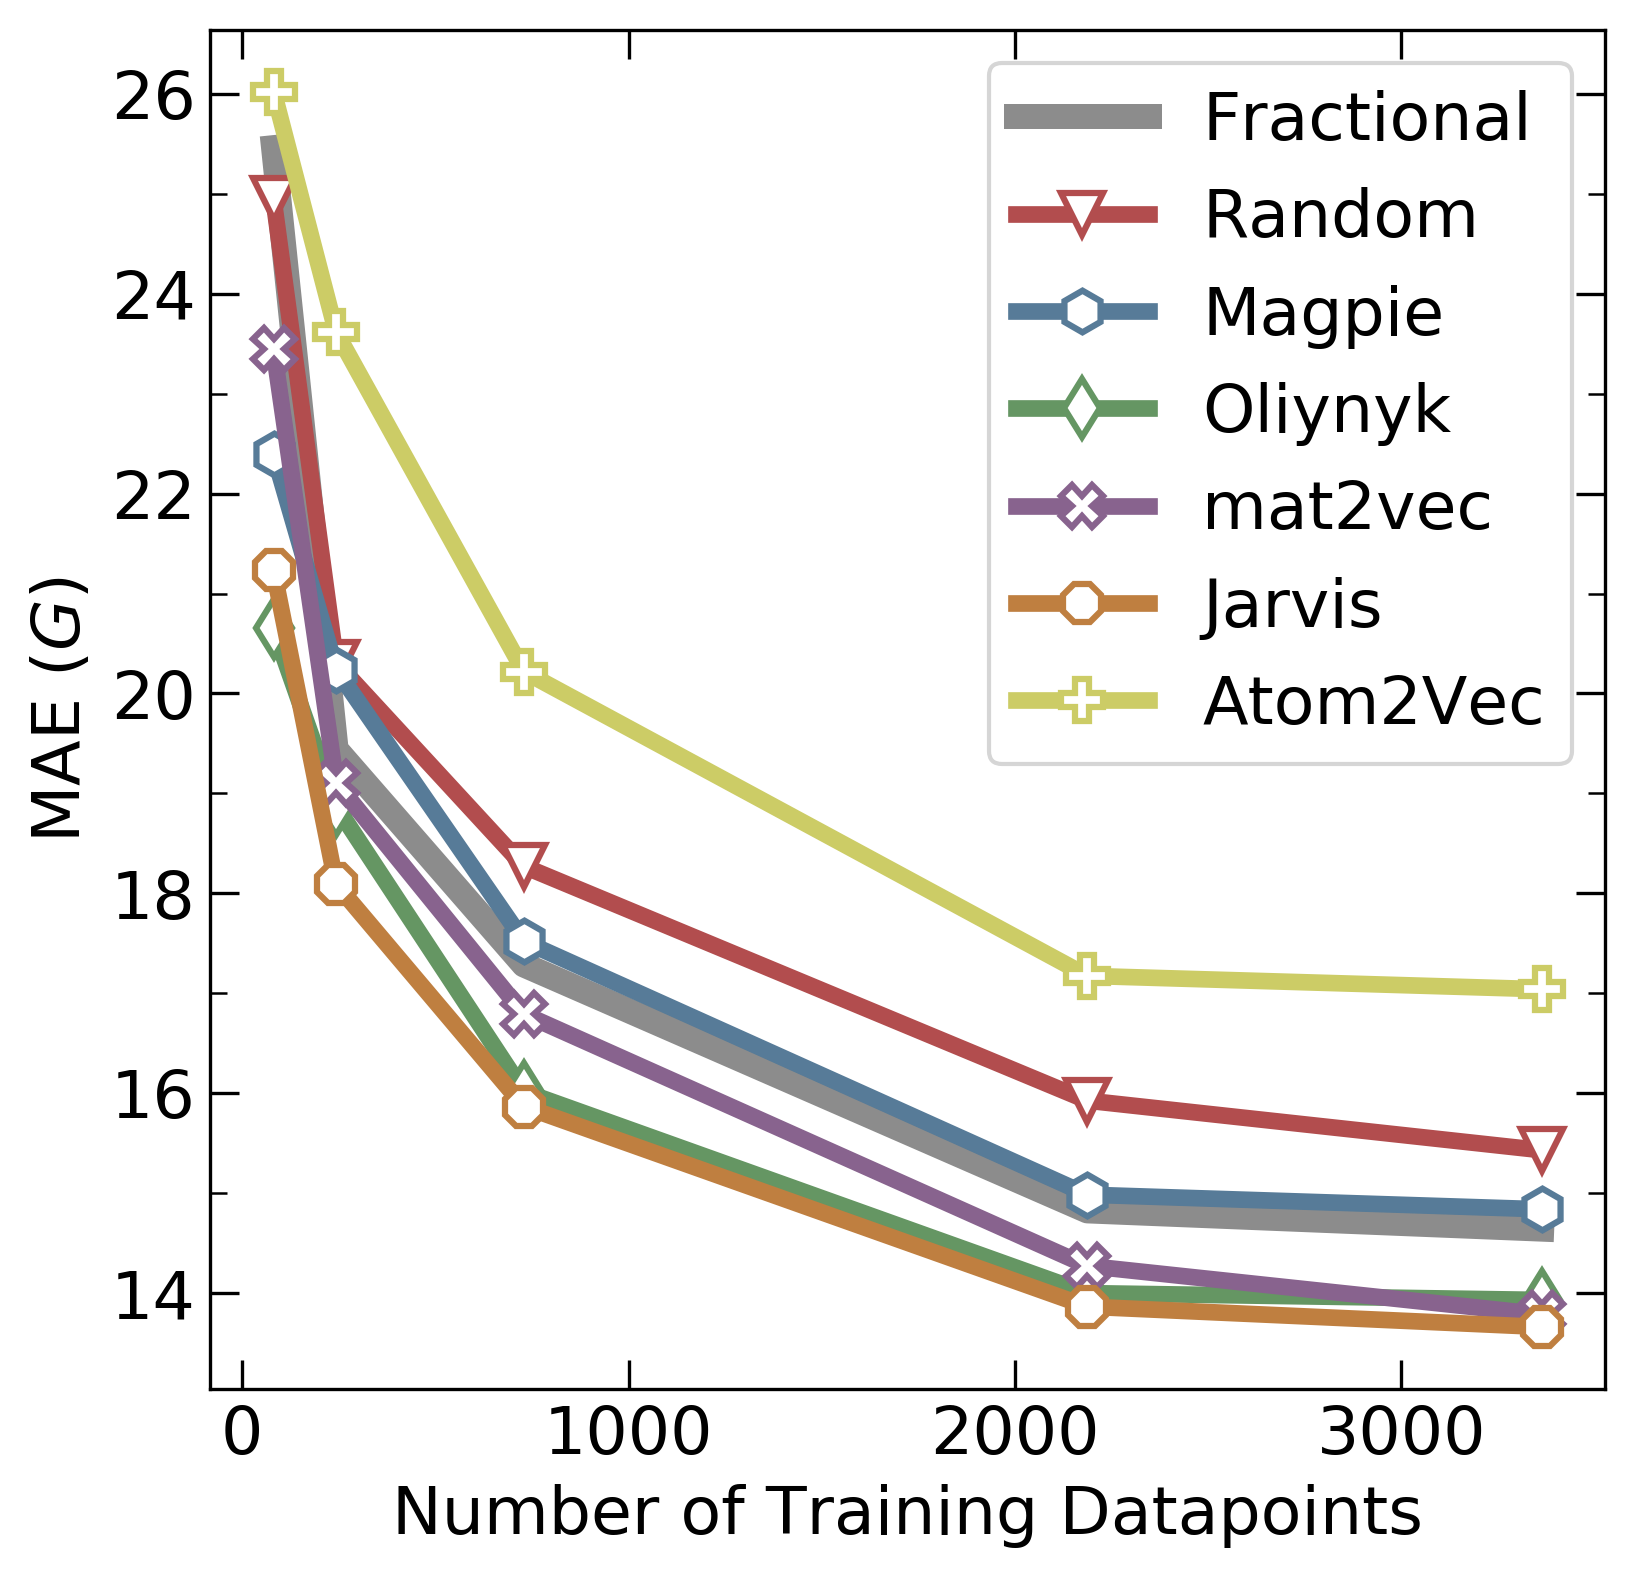 26
24
22
20
18
16
14
MAE (G)
Fractional
Random
Magpie
Oliynyk
mat2vec
Jarvis
Atom2Vec
0 1000 2000 3000
Number of Training Datapoints